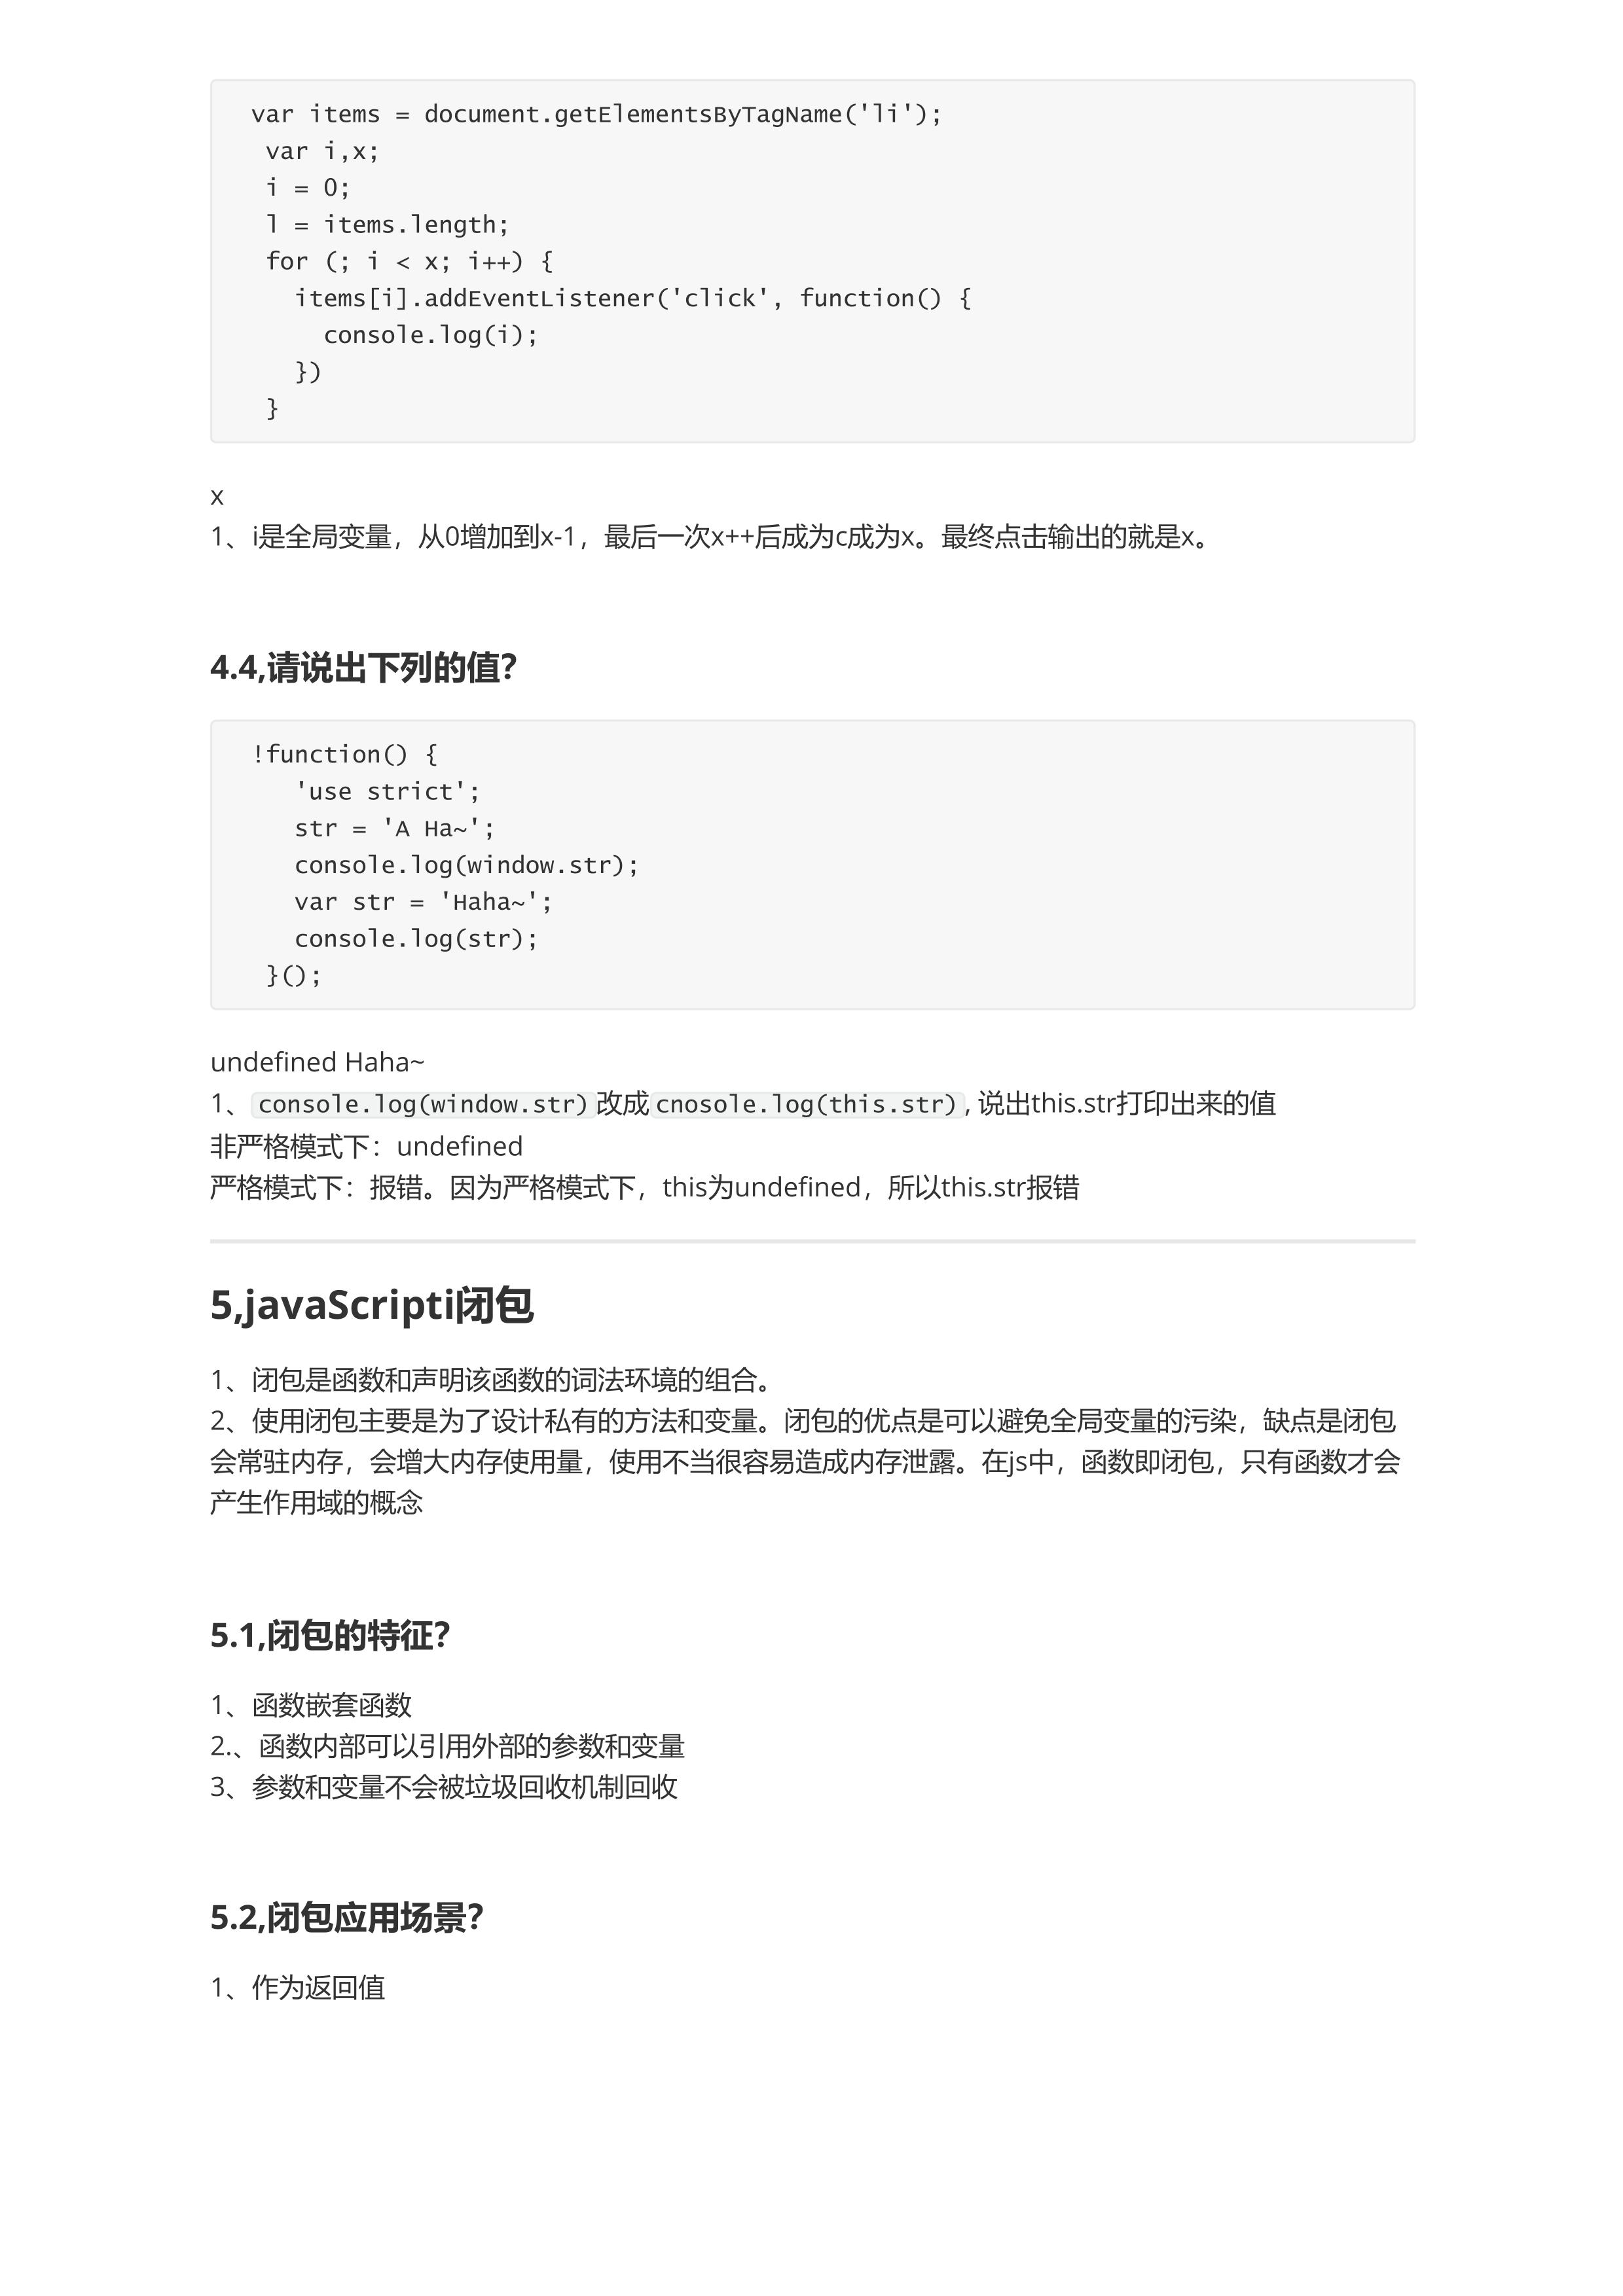 var items = document.getElementsByTagName('li');
var i,x;
i = 0;
l = items.length;
for (; i < x; i++) {
items[i].addEventListener('click', function() {
console.log(i);
})
}
x
1、i是全局变量，从0增加到x-1，最后一次x++后成为c成为x。最终点击输出的就是x。
4.4,请说出下列的值？
!function() {
'use strict';
str = 'A Ha~';
console.log(window.str);
var str = 'Haha~';
console.log(str);
}();
undefined Haha~
1、console.log(window.str)改成cnosole.log(this.str), 说出this.str打印出来的值
非严格模式下：undefined
严格模式下：报错。因为严格模式下，this为undefined，所以this.str报错
5,javaScripti闭包
1、闭包是函数和声明该函数的词法环境的组合。
2、使用闭包主要是为了设计私有的方法和变量。闭包的优点是可以避免全局变量的污染，缺点是闭包
会常驻内存，会增大内存使用量，使用不当很容易造成内存泄露。在js中，函数即闭包，只有函数才会
产生作用域的概念
5.1,闭包的特征？
1、函数嵌套函数
2.、函数内部可以引用外部的参数和变量
3、参数和变量不会被垃圾回收机制回收
5.2,闭包应用场景？
1、作为返回值